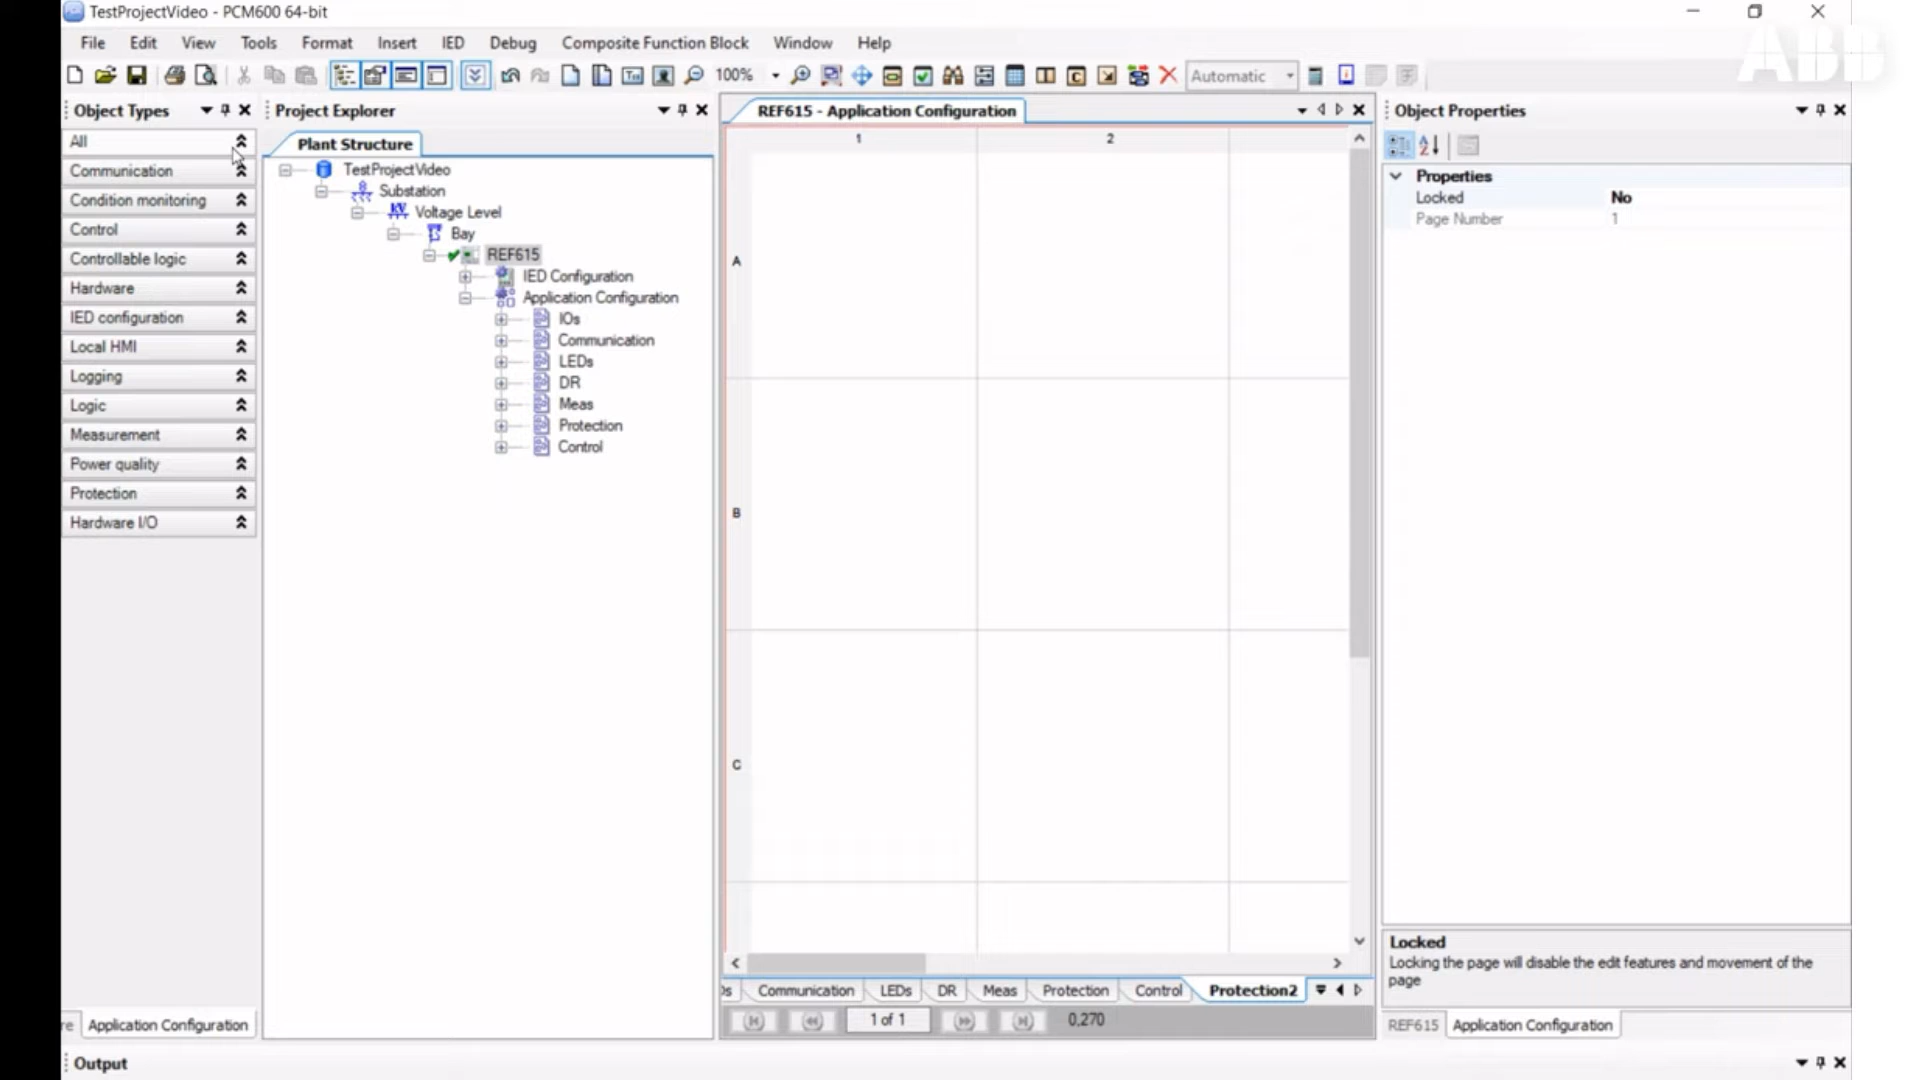 TestProjectVideo - PCM600 64-bit
ABB
File Edit View Tools Format Insert IED Debug Composite Function Block Window Help
100% Automatic
Object Types
All
Communication
Condition monitoring
Control
Controllable logic
Hardware
IED configuration
Local HMI
Logging
Logic
Measurement
Power quality
Protection
Hardware I/O
re Application Configuration
Project Explorer
Plant Structure
TestProjectVideo
Substation
Voltage Level
Bay
REF615
IED Configuration
Application Configuration
IOs
Communication
LEDs
DR
Meas
Protection
Control
REF615 - Application Configuration
1 2
A
B
C
Communication LEDs DR Meas Protection Control Protection2
1 of 1 0,270
Object Properties
Properties
Locked No
Page Number 1
Locked
Locking the page will disable the edit features and movement of the
page
REF615 Application Configuration
Output